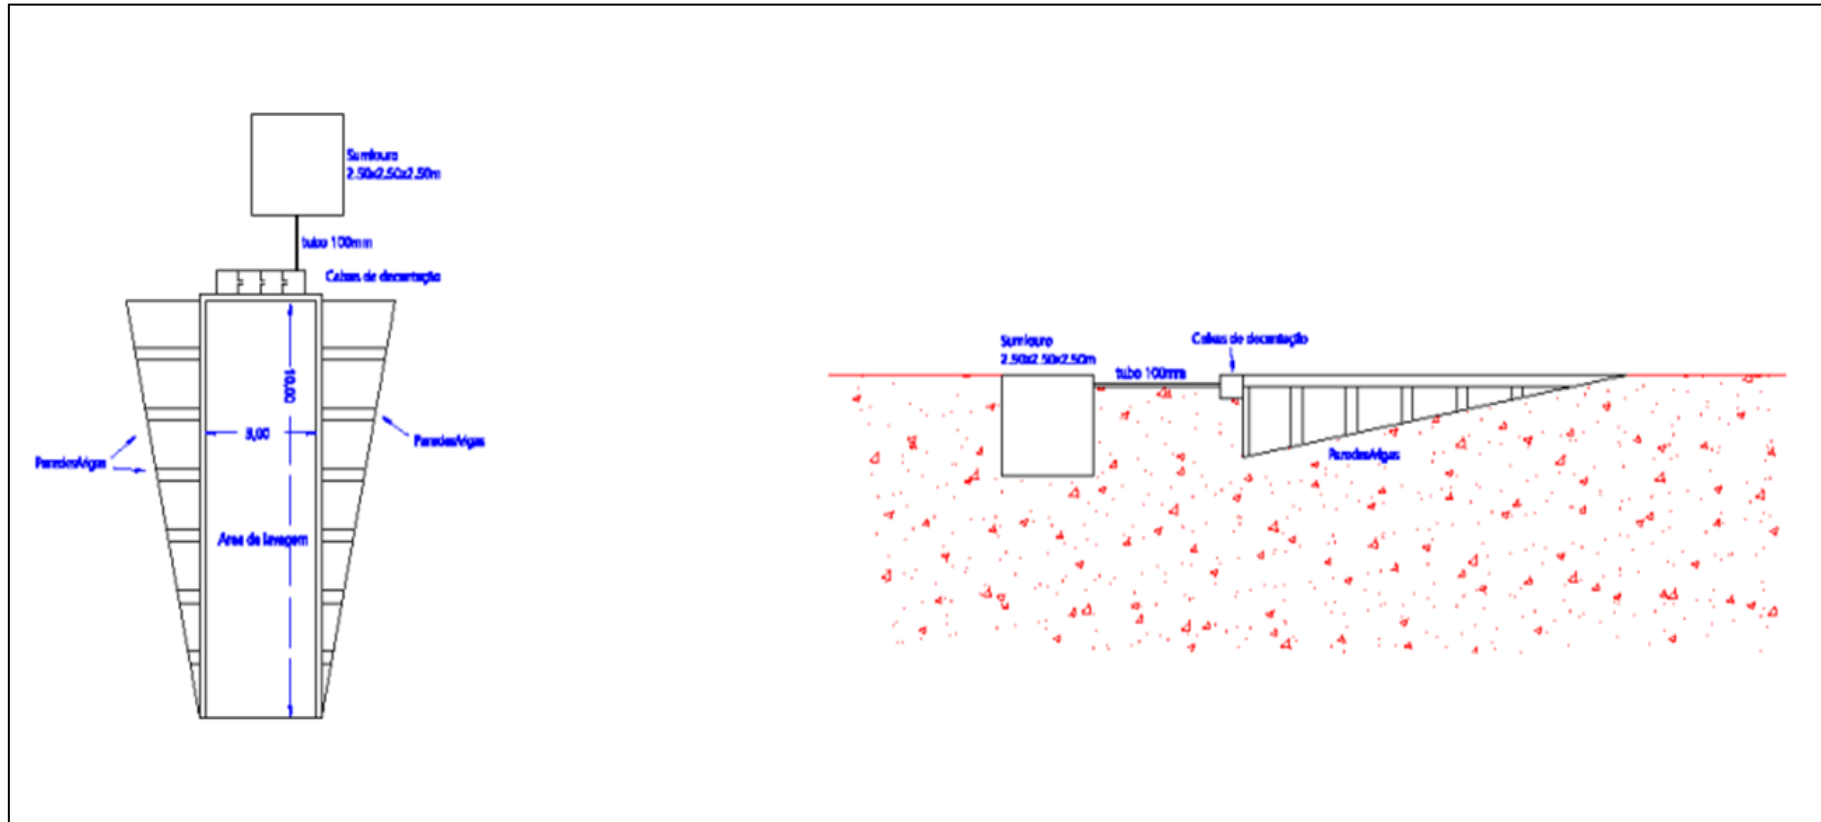 Sumidouro
2.50x2.50x2.50m
tubo 100mm
Caixas de decantação
10,00
3,00
Paredes/vigas
Paredes/vigas
Area de lavagem
Sumidouro
2.50x2.50x2.50m
tubo 100mm
Caixas de decantação
Paredes/vigas